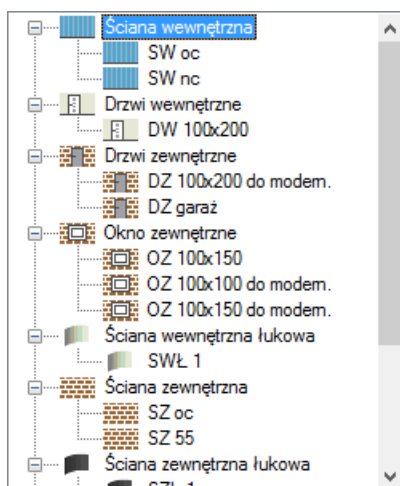 Ściana wewnętrzna
SW oc
SW nc
Drzwi wewnętrzne
DW 100x200
Drzwi zewnętrzne
DZ 100x200 do modern.
DZ garaż
Okno zewnętrzne
OZ 100x150
OZ 100x100 do modern.
OZ 100x150 do modern.
Ściana wewnętrzna łukowa
SWŁ 1
Ściana zewnętrzna
SZ oc
SZ 55
Ściana zewnętrzna łukowa